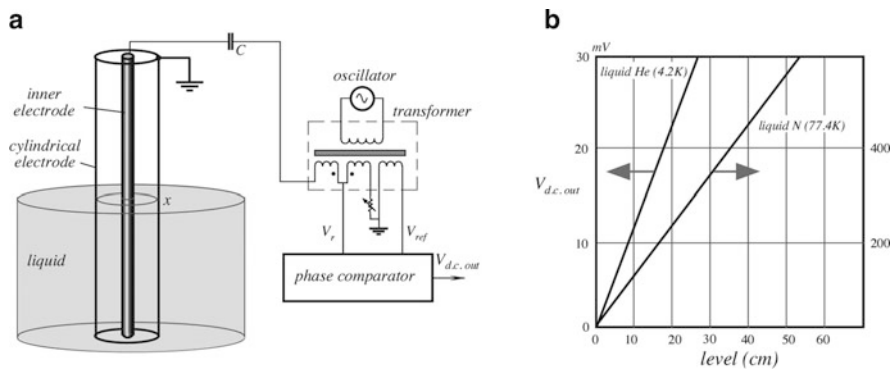 a
C
oscillator
inner
electrode
transformer
cylindrical
electrode
x
liquid
V_r
V_ref
V_d.c. out
phase comparator
b
mV
30
liquid He (4.2K)
liquid N (77.4K)
20
400
V_d.c. out
10
200
0
0 10 20 30 40 50 60
level (cm)